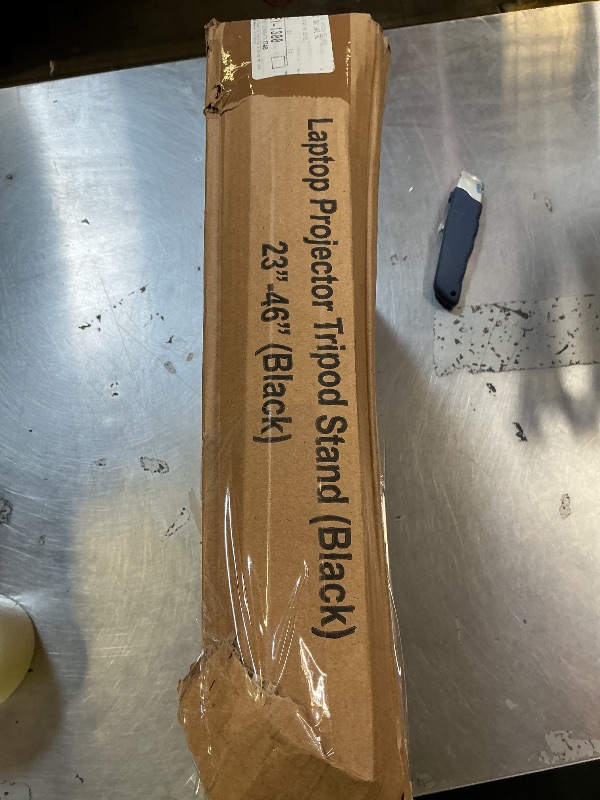 Laptop Projector Tripod Stand (Black)
23”-46” (Black)